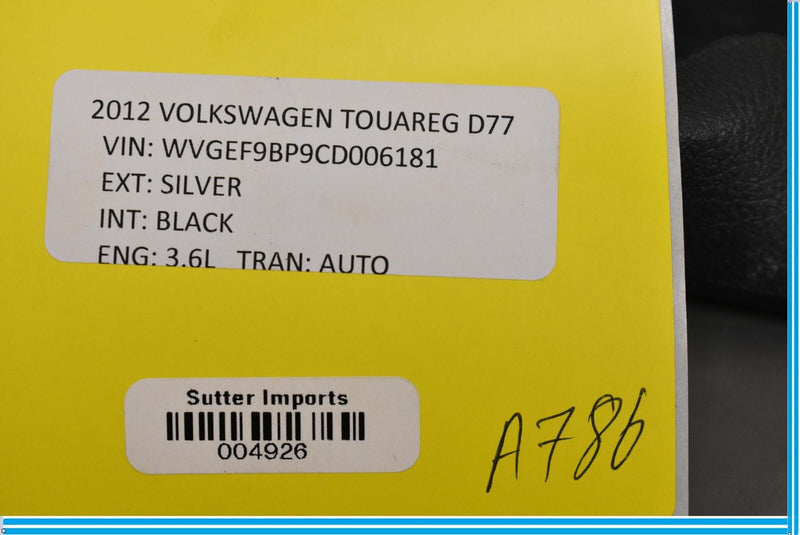 2012 VOLKSWAGEN TOUAREG D77
VIN: WVGEF9BP9CD006181
EXT: SILVER
INT: BLACK
ENG: 3.6L TRAN: AUTO
Sutter Imports
004926
A786